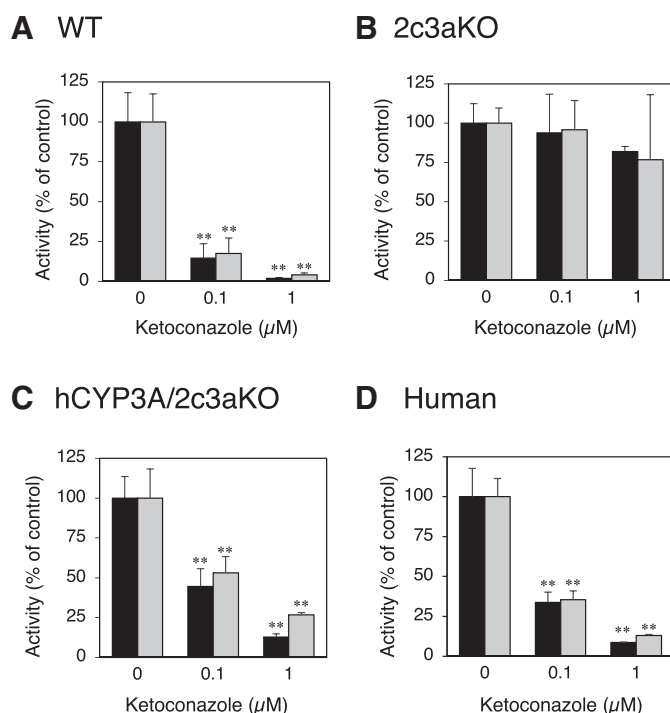 A WT
B 2c3aKO
Activity (% of control)
125
100
75
50
25
0
** ** ** **
0 0.1 1
Ketoconazole (µM)
Activity (% of control)
125
100
75
50
25
0
0 0.1 1
Ketoconazole (µM)
C hCYP3A/2c3aKO
D Human
Activity (% of control)
125
100
75
50
25
0
** ** ** **
0 0.1 1
Ketoconazole (µM)
Activity (% of control)
125
100
75
50
25
0
** ** ** **
0 0.1 1
Ketoconazole (µM)